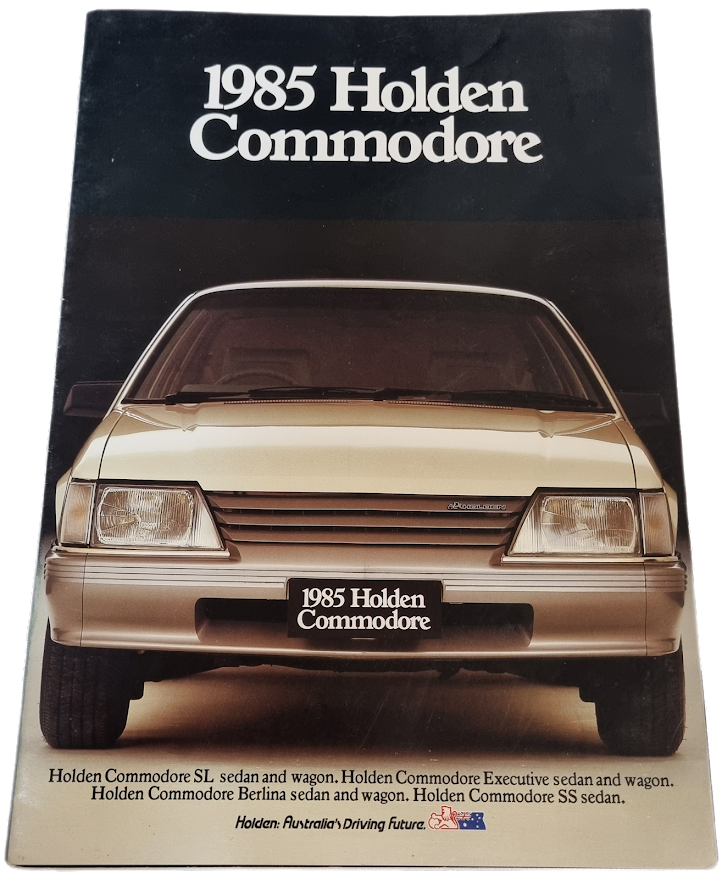 1985 Holden
Commodore
HOLDEN
1985 Holden
Commodore
Holden Commodore SL sedan and wagon. Holden Commodore Executive sedan and wagon.
Holden Commodore Berlina sedan and wagon. Holden Commodore SS sedan.
Holden: Australia's Driving Future.